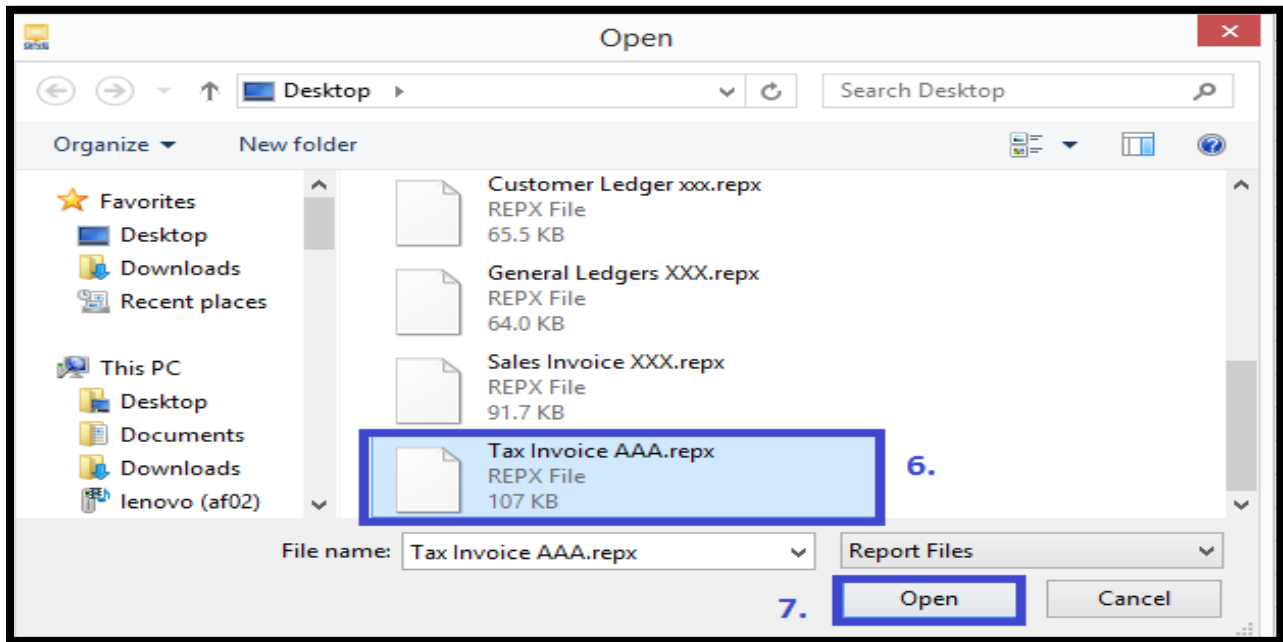 Open
Desktop
Search Desktop
Organize
New folder
Favorites
Desktop
Downloads
Recent places
This PC
Desktop
Documents
Downloads
lenovo (af02)
Customer Ledger xxx.repx
REPX File
65.5 KB
General Ledgers XXX.repx
REPX File
64.0 KB
Sales Invoice XXX.repx
REPX File
91.7 KB
Tax Invoice AAA.repx
REPX File
107 KB
6.
File name:
Tax Invoice AAA.repx
Report Files
7.
Open
Cancel